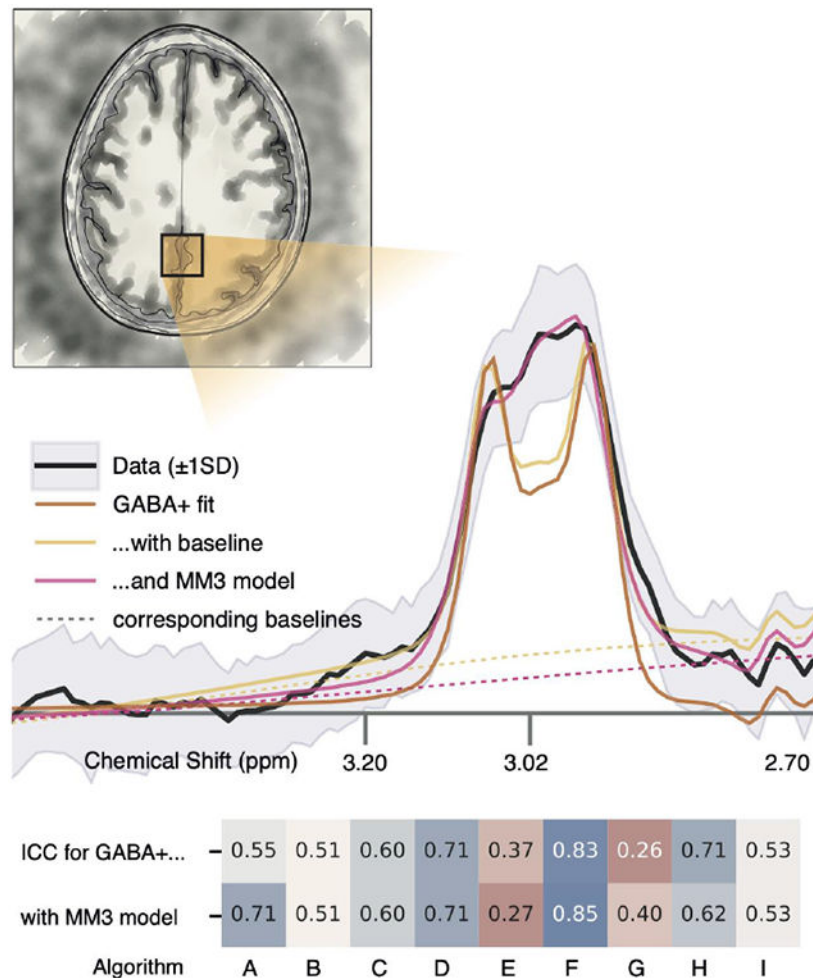 Data (±1SD)
GABA+ fit
...with baseline
...and MM3 model
corresponding baselines
Chemical Shift (ppm) 3.20 3.02 2.70
ICC for GABA+... 0.55 0.51 0.60 0.71 0.37 0.83 0.26 0.71 0.53
with MM3 model 0.71 0.51 0.60 0.71 0.27 0.85 0.40 0.62 0.53
Algorithm A B C D E F G H I